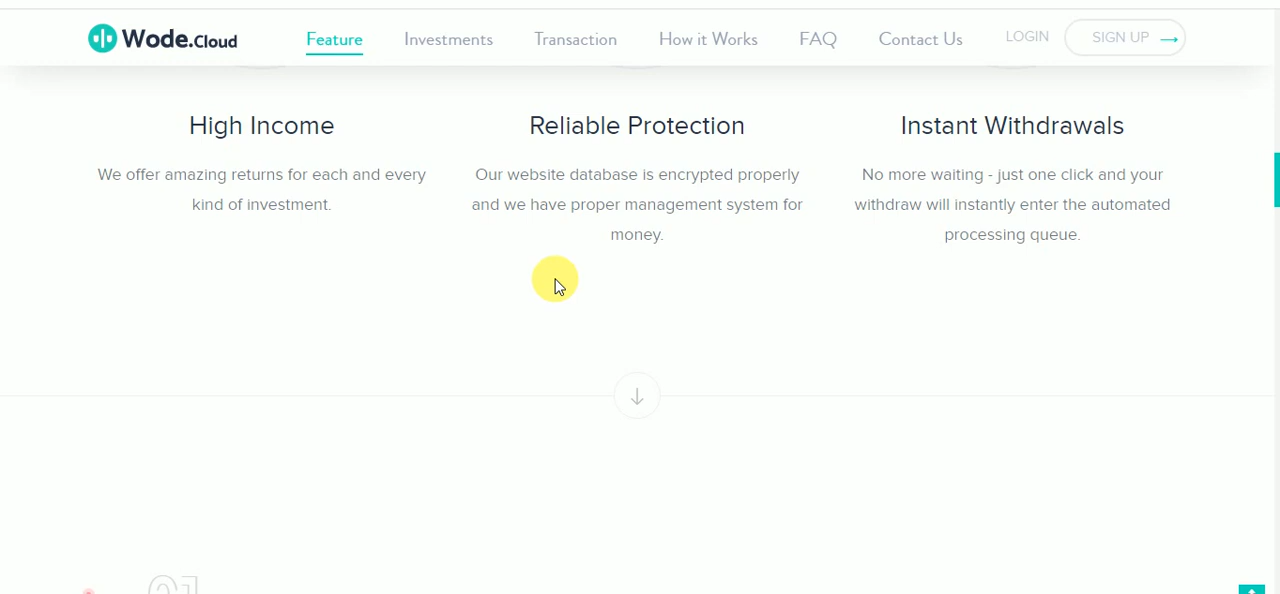 Wode.Cloud Feature Investments Transaction How it Works FAQ Contact Us LOGIN SIGN UP
High Income Reliable Protection Instant Withdrawals
We offer amazing returns for each and every
kind of investment.
Our website database is encrypted properly
and we have proper management system for
money.
No more waiting - just one click and your
withdraw will instantly enter the automated
processing queue.
01